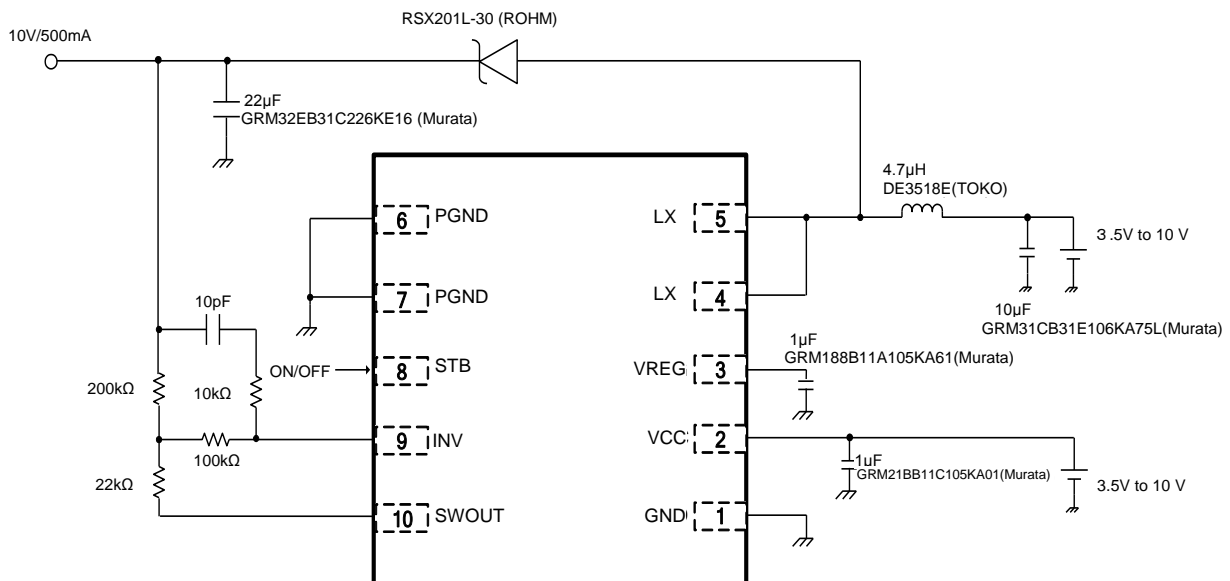 RSX201L-30 (ROHM)
10V/500mA
22µF
GRM32EB31C226KE16 (Murata)
4.7µH
DE3518E(TOKO)
6 PGND
LX 5
3.5V to 10 V
7 PGND
LX 4
10pF
10µF
GRM31CB31E106KA75L(Murata)
1µF
GRM188B11A105KA61(Murata)
ON/OFF
8 STB
VREG 3
200kΩ
10kΩ
9 INV
VCC 2
100kΩ
1uF
GRM21BB11C105KA01(Murata)
22kΩ
3.5V to 10 V
10 SWOUT
GND 1